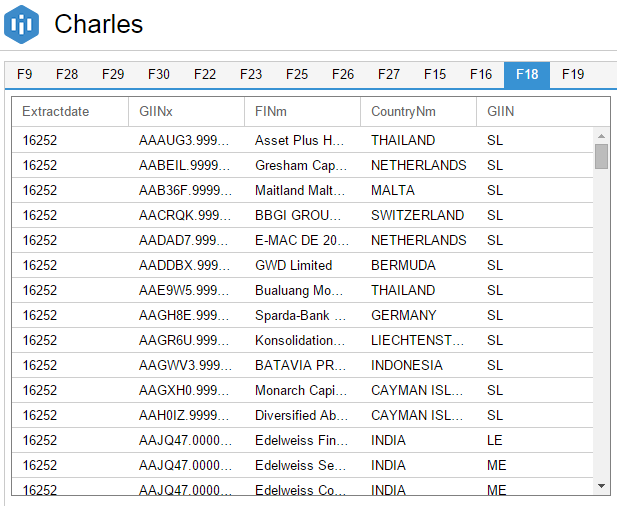 Charles
F9 F28 F29 F30 F22 F23 F25 F26 F27 F15 F16 F18 F19
Extractdate GIINx FINm CountryNm GIIN
16252 AAAUG3.999... Asset Plus H... THAILAND SL
16252 AABEIL.9999... Gresham Cap... NETHERLANDS SL
16252 AAB36F.9999... Maitland Malt... MALTA SL
16252 AACRQK.999... BBGI GROU... SWITZERLAND SL
16252 AADAD7.999... E-MAC DE 20... NETHERLANDS SL
16252 AADDBX.999... GWD Limited BERMUDA SL
16252 AAE9W5.999... Bualuang Mo... THAILAND SL
16252 AAGH8E.999... Sparda-Bank ... GERMANY SL
16252 AAGR6U.999... Konsolidation... LIECHTENST... SL
16252 AAGWV3.999... BATAVIA PR... INDONESIA SL
16252 AAGXH0.999... Monarch Capi... CAYMAN ISL... SL
16252 AAH0IZ.9999... Diversified Ab... CAYMAN ISL... SL
16252 AAJQ47.0000... Edelweiss Fin... INDIA LE
16252 AAJQ47.0000... Edelweiss Se... INDIA ME
16252 AAJQ47.0000... Edelweiss Co... INDIA ME